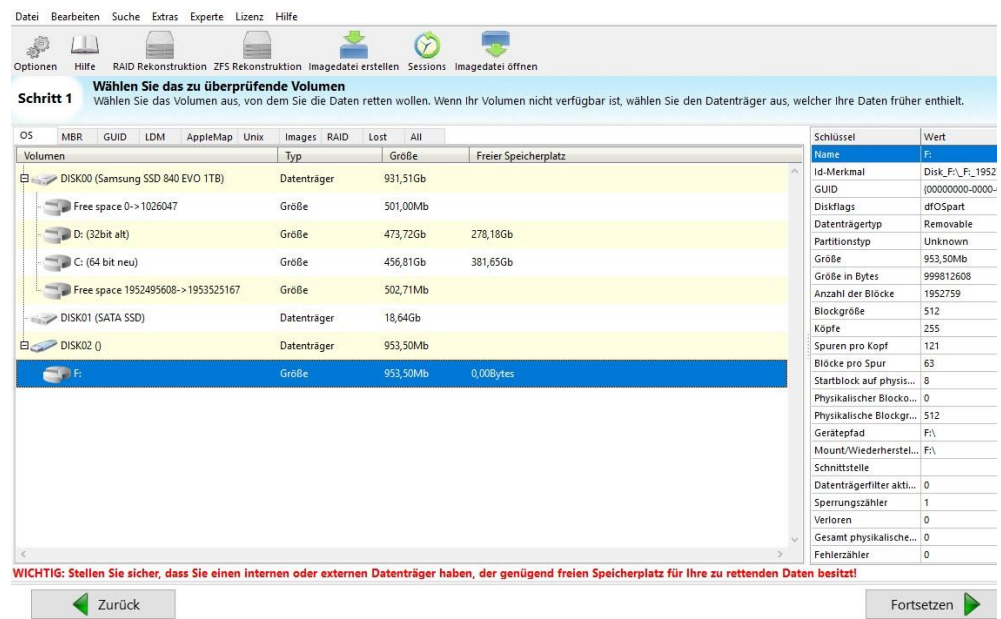 Datei Bearbeiten Suche Extras Experte Lizenz Hilfe
Optionen Hilfe RAID Rekonstruktion ZFS Rekonstruktion Imagedatei erstellen Sessions Imagedatei öffnen
Schritt 1
Wählen Sie das zu überprüfende Volumen
Wählen Sie das Volumen aus, von dem Sie die Daten retten wollen. Wenn Ihr Volumen nicht verfügbar ist, wählen Sie den Datenträger aus, welcher Ihre Daten früher enthielt.
OS MBR GUID LDM AppleMap Unix Images RAID Lost All
Volumen Typ Größe Freier Speicherplatz
DISK00 (Samsung SSD 840 EVO 1TB) Datenträger 931,51Gb
Free space 0->1026047 Größe 501,00Mb
D: (32bit alt) Größe 473,72Gb 278,18Gb
C: (64 bit neu) Größe 456,81Gb 381,65Gb
Free space 1952495608->1953525167 Größe 502,71Mb
DISK01 (SATA SSD) Datenträger 18,64Gb
DISK02 () Datenträger 953,50Mb
F: Größe 953,50Mb 0,00Bytes
Schlüssel Wert
Name F:
Id-Merkmal Disk_F:\_F:_1952
GUID {00000000-0000-
Diskflags dfOSpart
Datenträgertyp Removable
Partitionstyp Unknown
Größe 953,50Mb
Größe in Bytes 999812608
Anzahl der Blöcke 1952759
Blockgröße 512
Köpfe 255
Spuren pro Kopf 121
Blöcke pro Spur 63
Startblock auf physis... 8
Physikalischer Blocko... 0
Physikalische Blockgr... 512
Gerätepfad F:\
Mount/Wiederherstel... F:\
Schnittstelle
Datenträgerfilter akti... 0
Sperrungszähler 1
Verloren 0
Gesamt physikalische... 0
Fehlerzähler 0
WICHTIG: Stellen Sie sicher, dass Sie einen internen oder externen Datenträger haben, der genügend freien Speicherplatz für Ihre zu rettenden Daten besitzt!
Zurück Fortsetzen